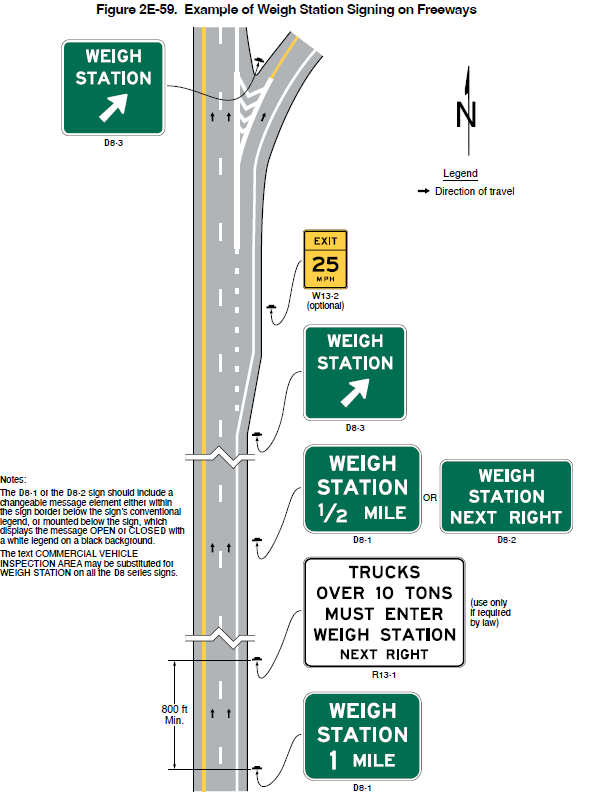 Figure 2E-59. Example of Weigh Station Signing on Freeways
WEIGH
STATION
D8-3
N
Legend
Direction of travel
EXIT
25
MPH
W13-2
(optional)
WEIGH
STATION
D8-3
WEIGH
STATION
1/2 MILE
D8-1
OR
WEIGH
STATION
NEXT RIGHT
D8-2
Notes:
The D8-1 or the D8-2 sign should include a
changeable message element either within
the sign border below the sign's conventional
legend, or mounted below the sign, which
displays the message OPEN or CLOSED with
a white legend on a black background.
The text COMMERCIAL VEHICLE
INSPECTION AREA may be substituted for
WEIGH STATION on all the D8 series signs.
TRUCKS
OVER 10 TONS
MUST ENTER
WEIGH STATION
NEXT RIGHT
R13-1
(use only
if required
by law)
800 ft
Min.
WEIGH
STATION
1 MILE
D8-1